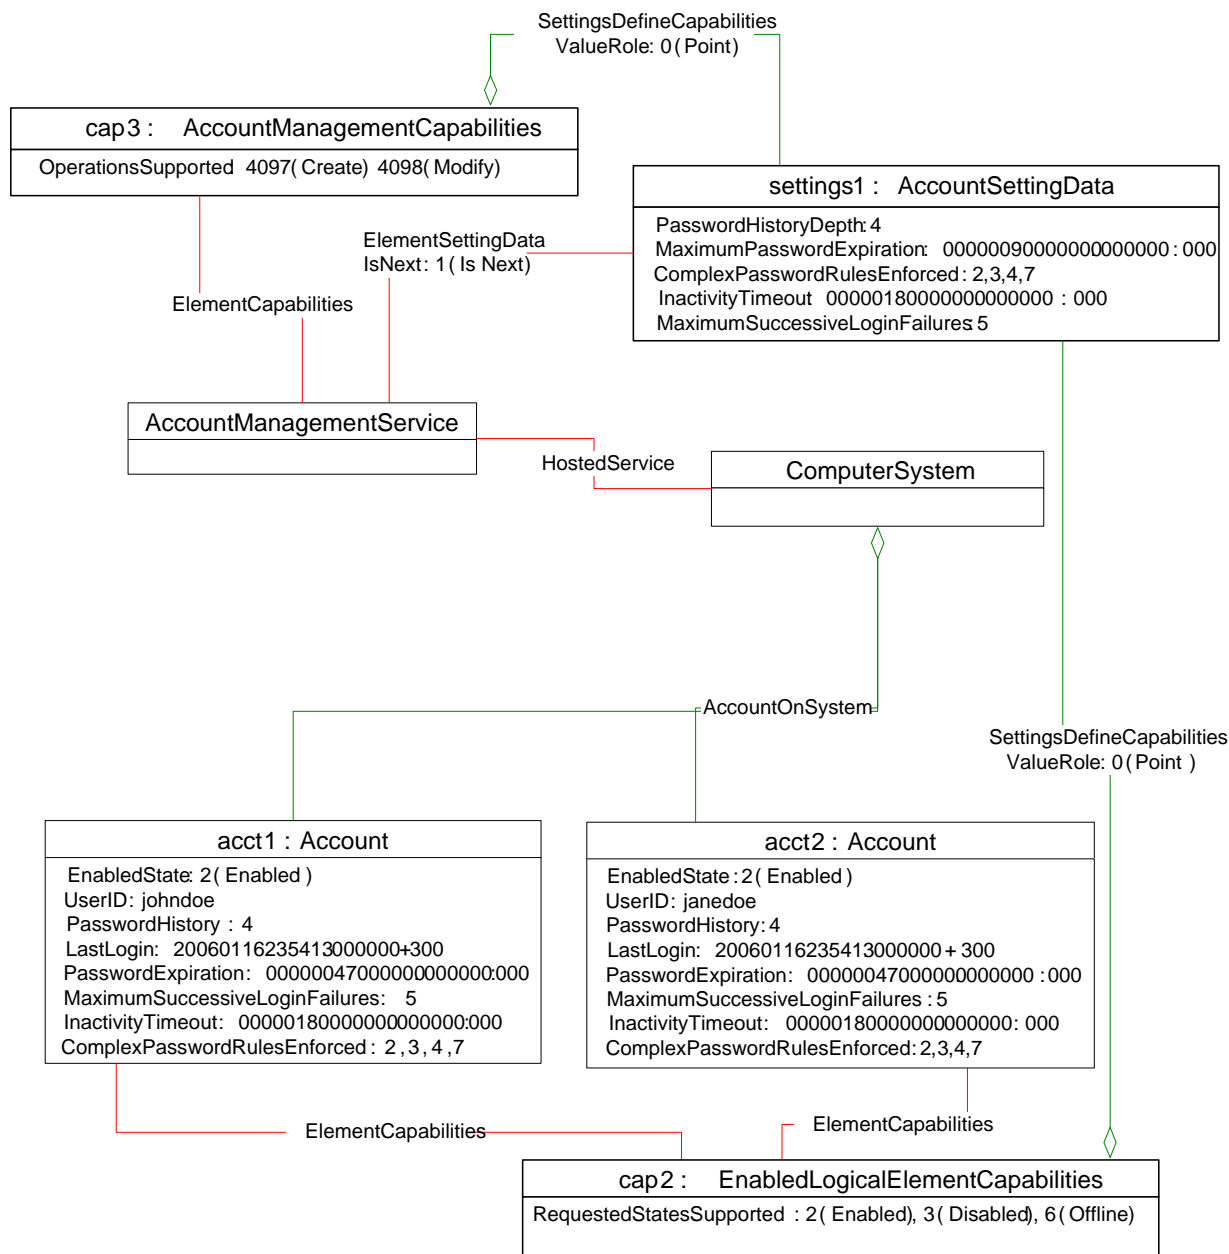 SettingsDefineCapabilities
ValueRole: 0(Point)
cap3 : AccountManagementCapabilities
OperationsSupported 4097(Create) 4098(Modify)
settings1 : AccountSettingData
PasswordHistoryDepth: 4
MaximumPasswordExpiration: 00000090000000000000:000
ComplexPasswordRulesEnforced: 2,3,4,7
InactivityTimeout 00000180000000000000 : 000
MaximumSuccessiveLoginFailures: 5
ElementSettingData
IsNext: 1(Is Next)
ElementCapabilities
AccountManagementService
HostedService
ComputerSystem
AccountOnSystem
SettingsDefineCapabilities
ValueRole: 0(Point )
acct1 : Account
EnabledState: 2(Enabled )
UserID: johndoe
PasswordHistory : 4
LastLogin: 20060116235413000000+300
PasswordExpiration: 00000047000000000000:000
MaximumSuccessiveLoginFailures: 5
InactivityTimeout: 00000180000000000000:000
ComplexPasswordRulesEnforced : 2 ,3 ,4 ,7
acct2 : Account
EnabledState : 2(Enabled )
UserID: janedoe
PasswordHistory: 4
LastLogin: 20060116235413000000 + 300
PasswordExpiration: 00000047000000000000 :000
MaximumSuccessiveLoginFailures : 5
InactivityTimeout: 00000180000000000000: 000
ComplexPasswordRulesEnforced: 2,3,4,7
ElementCapabilities
ElementCapabilities
cap2 : EnabledLogicalElementCapabilities
RequestedStatesSupported : 2(Enabled), 3(Disabled), 6(Offline)